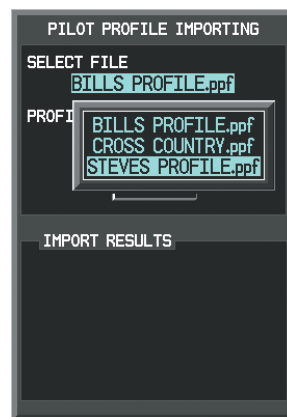 PILOT PROFILE IMPORTING
SELECT FILE
BILLS PROFILE.ppf
BILLS PROFILE.ppf
CROSS COUNTRY.ppf
STEVES PROFILE.ppf
IMPORT RESULTS